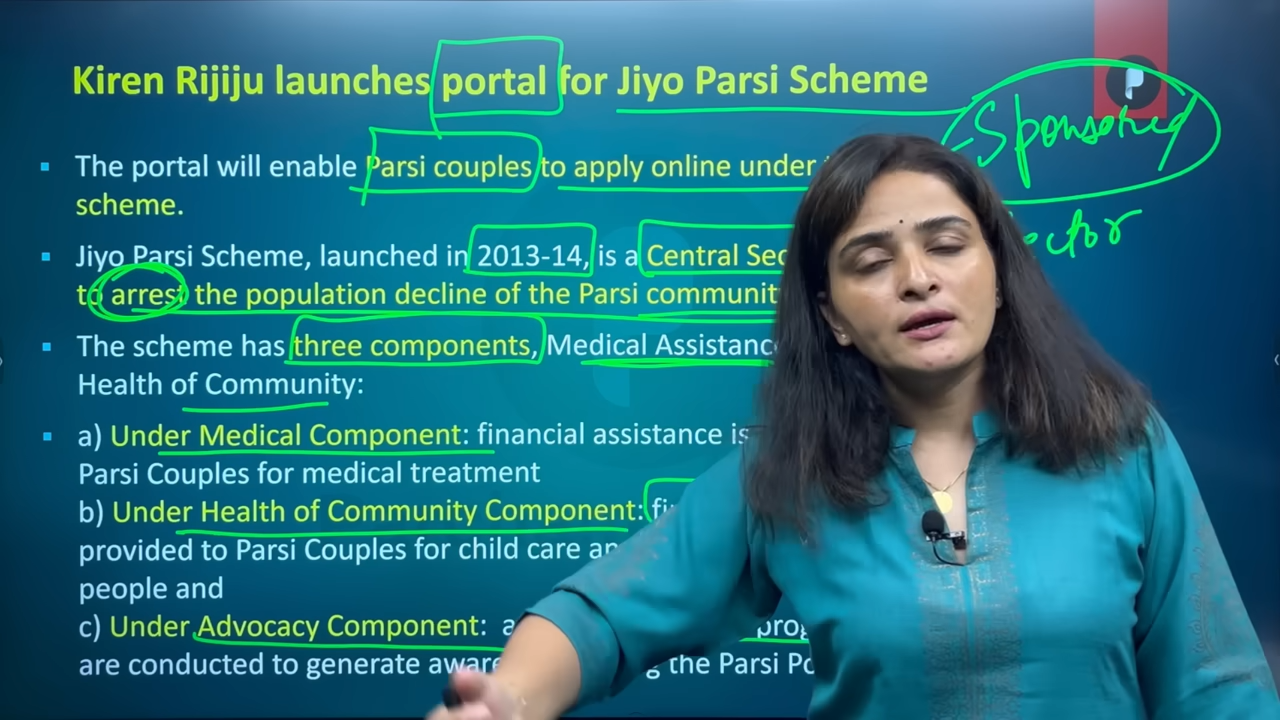 Kiren Rijiju launches portal for Jiyo Parsi Scheme
- Sponsored
The portal will enable Parsi couples to apply online under
scheme.
ector
Jiyo Parsi Scheme, launched in 2013-14, is a Central Sec
to arrest the population decline of the Parsi community
The scheme has three components, Medical Assistanc
Health of Community:
a) Under Medical Component: financial assistance is
Parsi Couples for medical treatment
b) Under Health of Community Component:
provided to Parsi Couples for child care an
people and
c) Under Advocacy Component: a prog
are conducted to generate aware g the Parsi Po